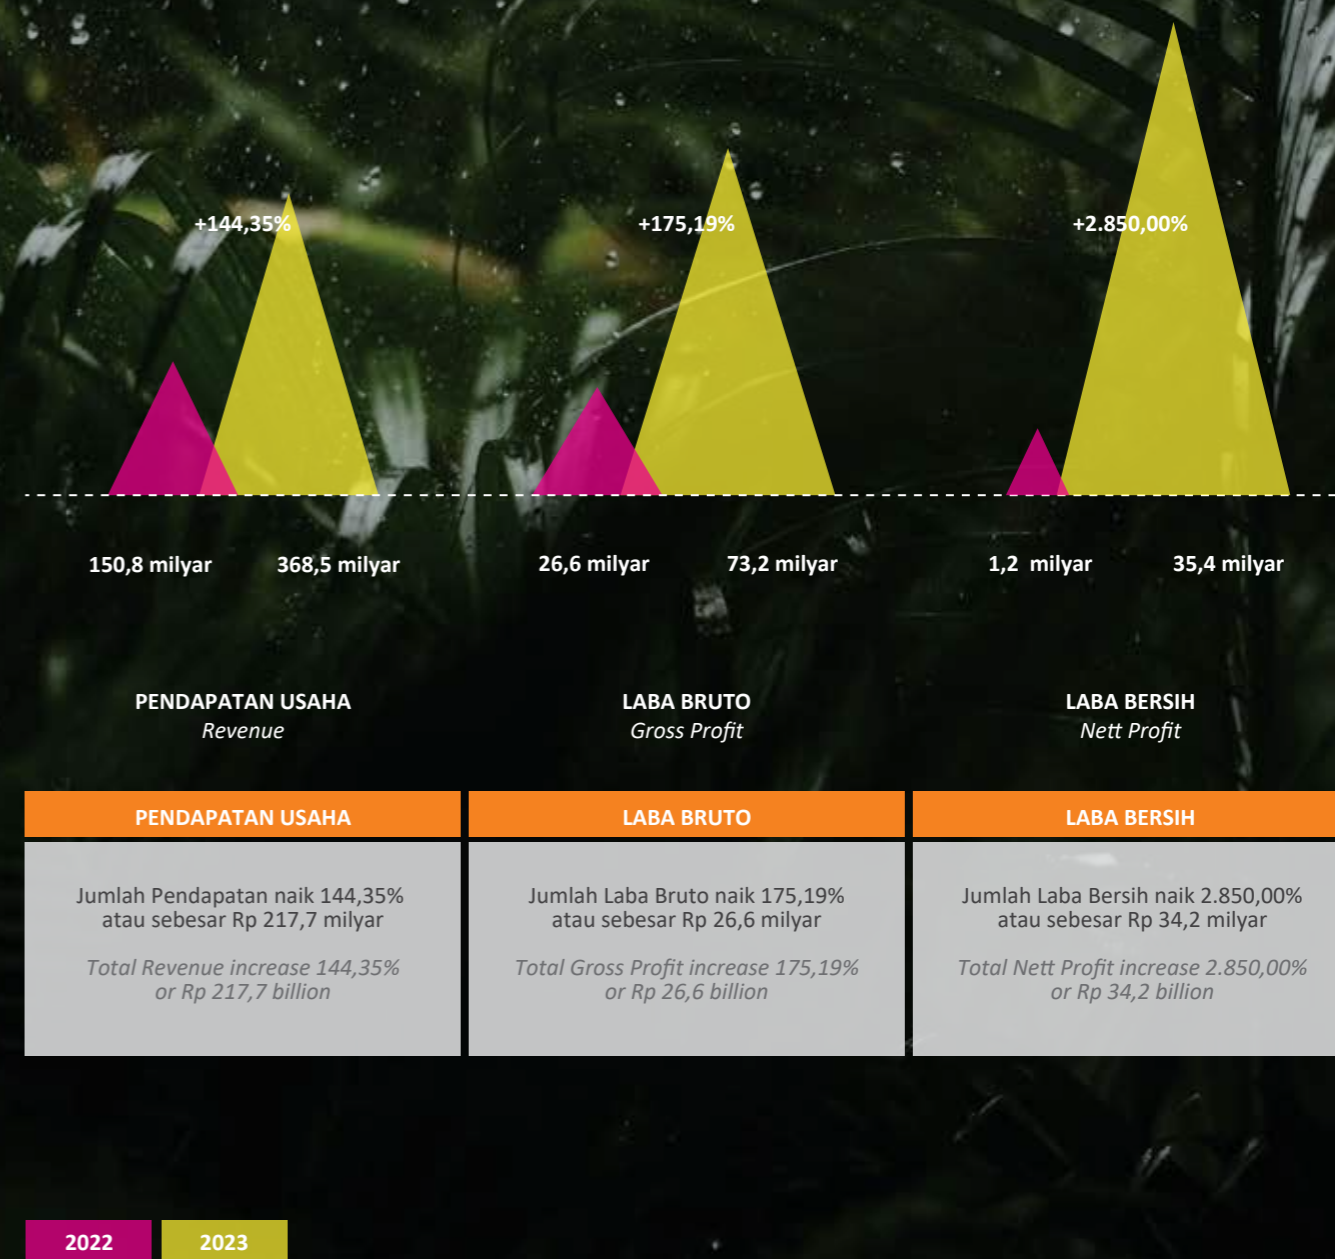 +144,35%
+175,19%
+2.850,00%
150,8 milyar
368,5 milyar
26,6 milyar
73,2 milyar
1,2 milyar
35,4 milyar
PENDAPATAN USAHA
Revenue
LABA BRUTO
Gross Profit
LABA BERSIH
Nett Profit
PENDAPATAN USAHA
Jumlah Pendapatan naik 144,35%
atau sebesar Rp 217,7 milyar
Total Revenue increase 144,35%
or Rp 217,7 billion
LABA BRUTO
Jumlah Laba Bruto naik 175,19%
atau sebesar Rp 26,6 milyar
Total Gross Profit increase 175,19%
or Rp 26,6 billion
LABA BERSIH
Jumlah Laba Bersih naik 2.850,00%
atau sebesar Rp 34,2 milyar
Total Nett Profit increase 2.850,00%
or Rp 34,2 billion
2022
2023